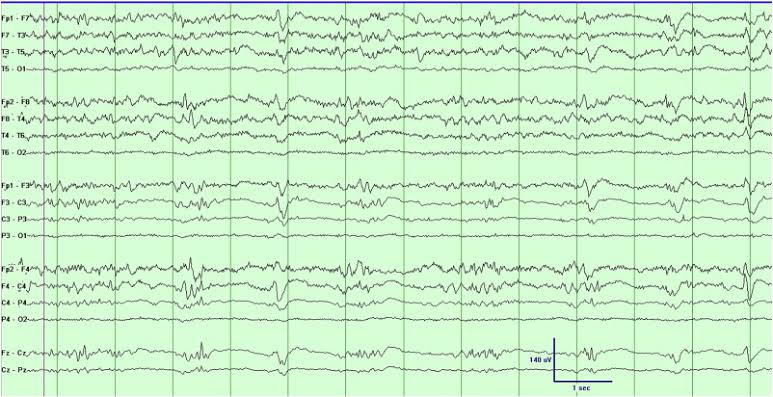 Fp1 - F7
F7 - T3
T3 - T5
T5 - O1
Fp2 - F8
F8 - T4
T4 - T6
T6 - O2
Fp1 - F3
F3 - C3
C3 - P3
P3 - O1
Fp2 - F4
F4 - C4
C4 - P4
P4 - O2
Fz - Cz
140 uV
Cz - Pz
1 sec